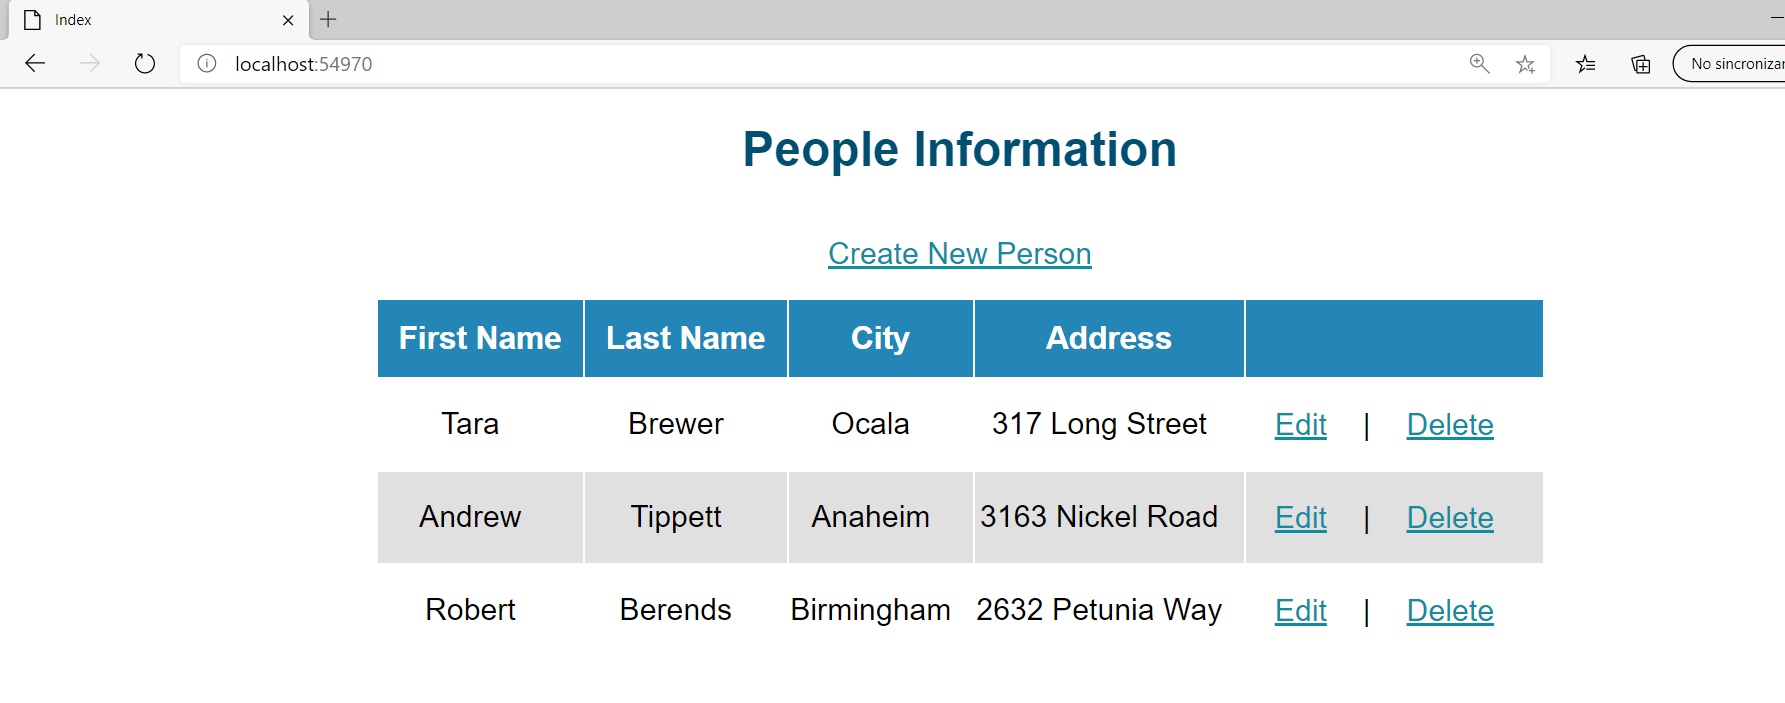 Index
localhost:54970
No sincronizar
People Information
Create New Person
First Name Last Name City Address
Tara Brewer Ocala 317 Long Street Edit | Delete
Andrew Tippett Anaheim 3163 Nickel Road Edit | Delete
Robert Berends Birmingham 2632 Petunia Way Edit | Delete